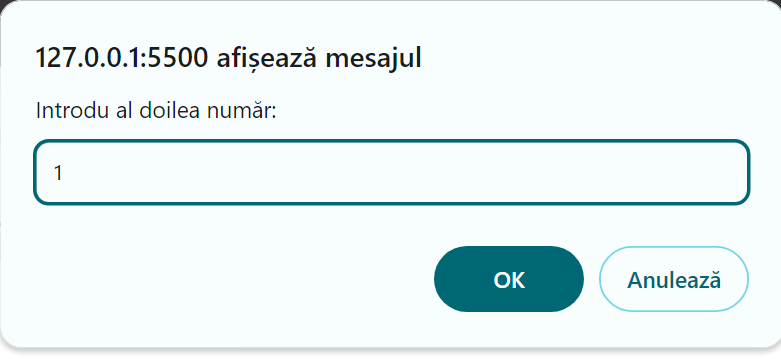 127.0.0.1:5500 afișează mesajul
Introdu al doilea număr:
1
OK Anulează